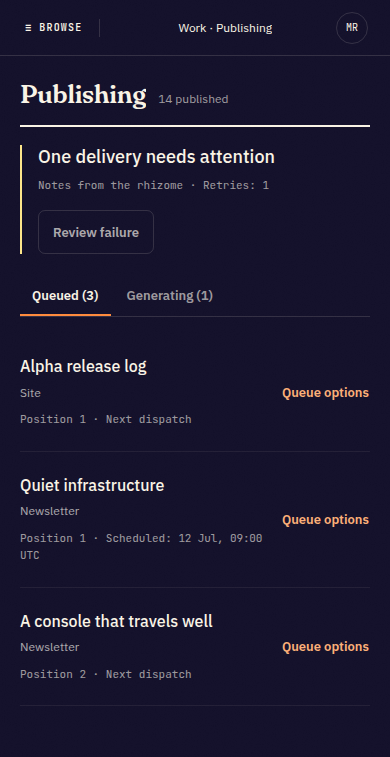 ≡ BROWSE
Work · Publishing
MR
Publishing 14 published
One delivery needs attention
Notes from the rhizome · Retries: 1
Review failure
Queued (3) Generating (1)
Alpha release log
Site
Queue options
Position 1 · Next dispatch
Quiet infrastructure
Newsletter
Queue options
Position 1 · Scheduled: 12 Jul, 09:00
UTC
A console that travels well
Newsletter
Queue options
Position 2 · Next dispatch